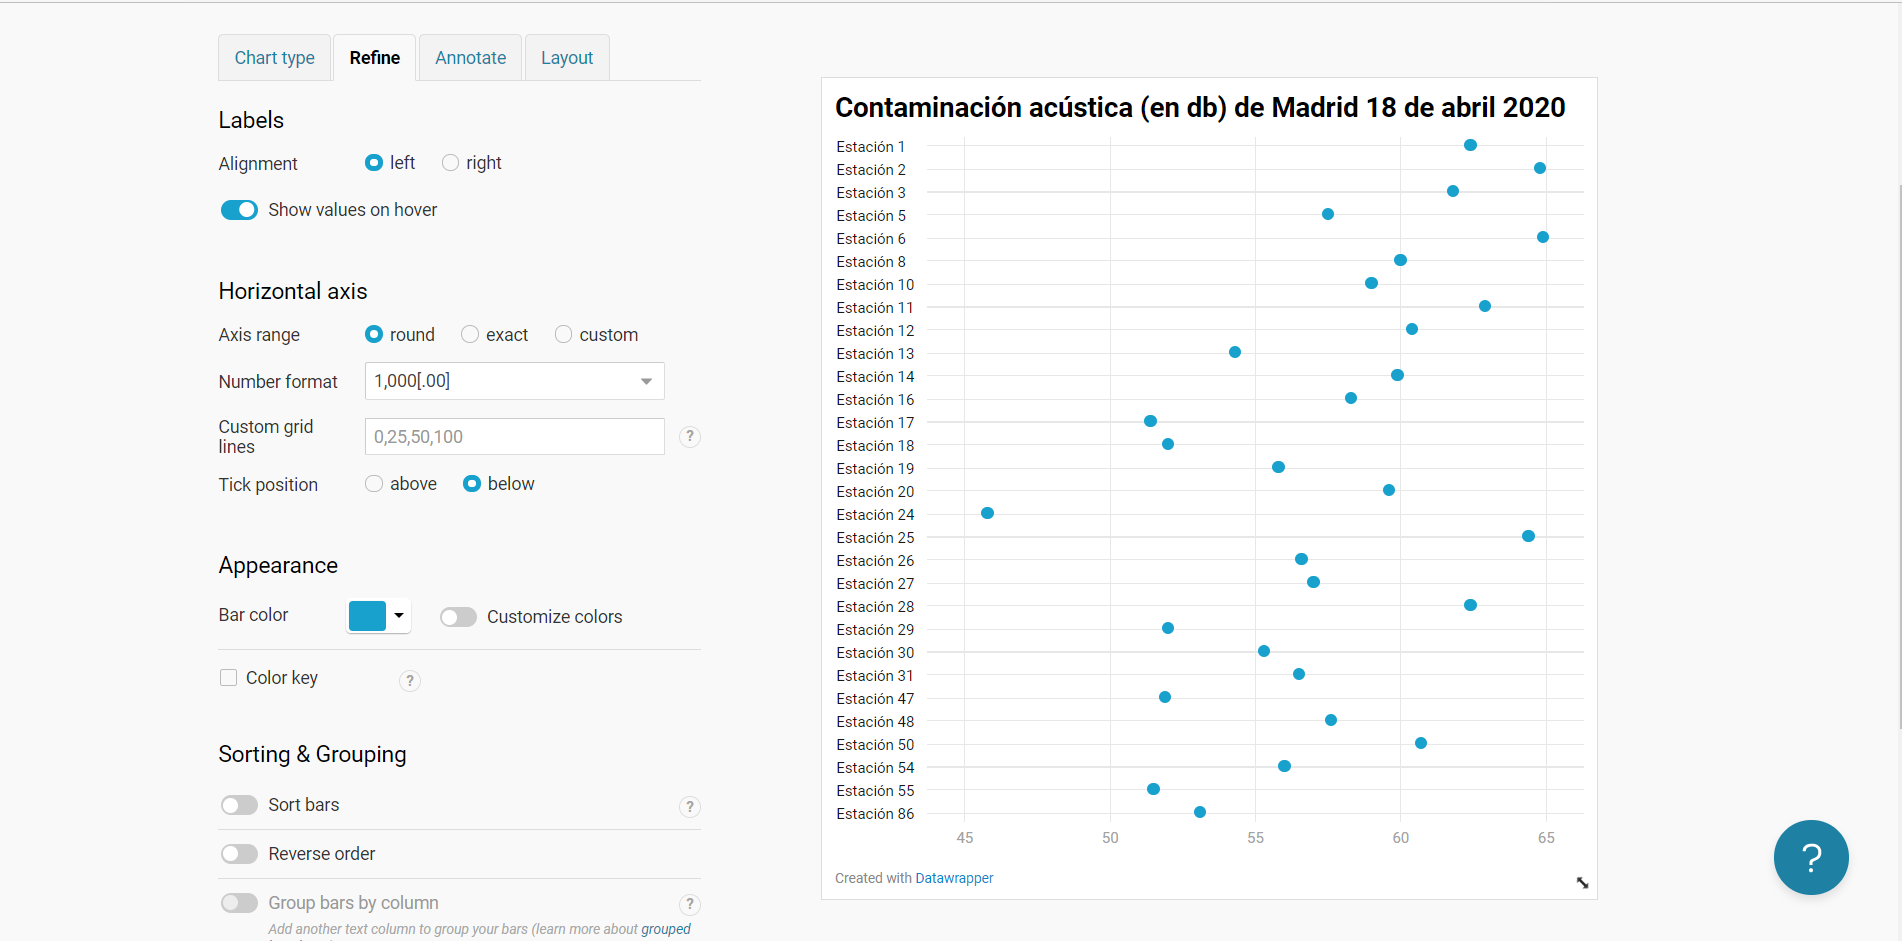 Chart type
Refine
Annotate
Layout
Labels
Alignment
left
right
Show values on hover
Horizontal axis
Axis range
round
exact
custom
Number format
1,000[.00]
Custom grid
lines
0,25,50,100
?
Tick position
above
below
Appearance
Bar color
Customize colors
Color key
?
Sorting & Grouping
Sort bars
?
Reverse order
Group bars by column
?
Add another text column to group your bars (learn more about grouped
Contaminación acústica (en db) de Madrid 18 de abril 2020
Estación 1
Estación 2
Estación 3
Estación 5
Estación 6
Estación 8
Estación 10
Estación 11
Estación 12
Estación 13
Estación 14
Estación 16
Estación 17
Estación 18
Estación 19
Estación 20
Estación 24
Estación 25
Estación 26
Estación 27
Estación 28
Estación 29
Estación 30
Estación 31
Estación 47
Estación 48
Estación 50
Estación 54
Estación 55
Estación 86
45 50 55 60 65
Created with Datawrapper
?